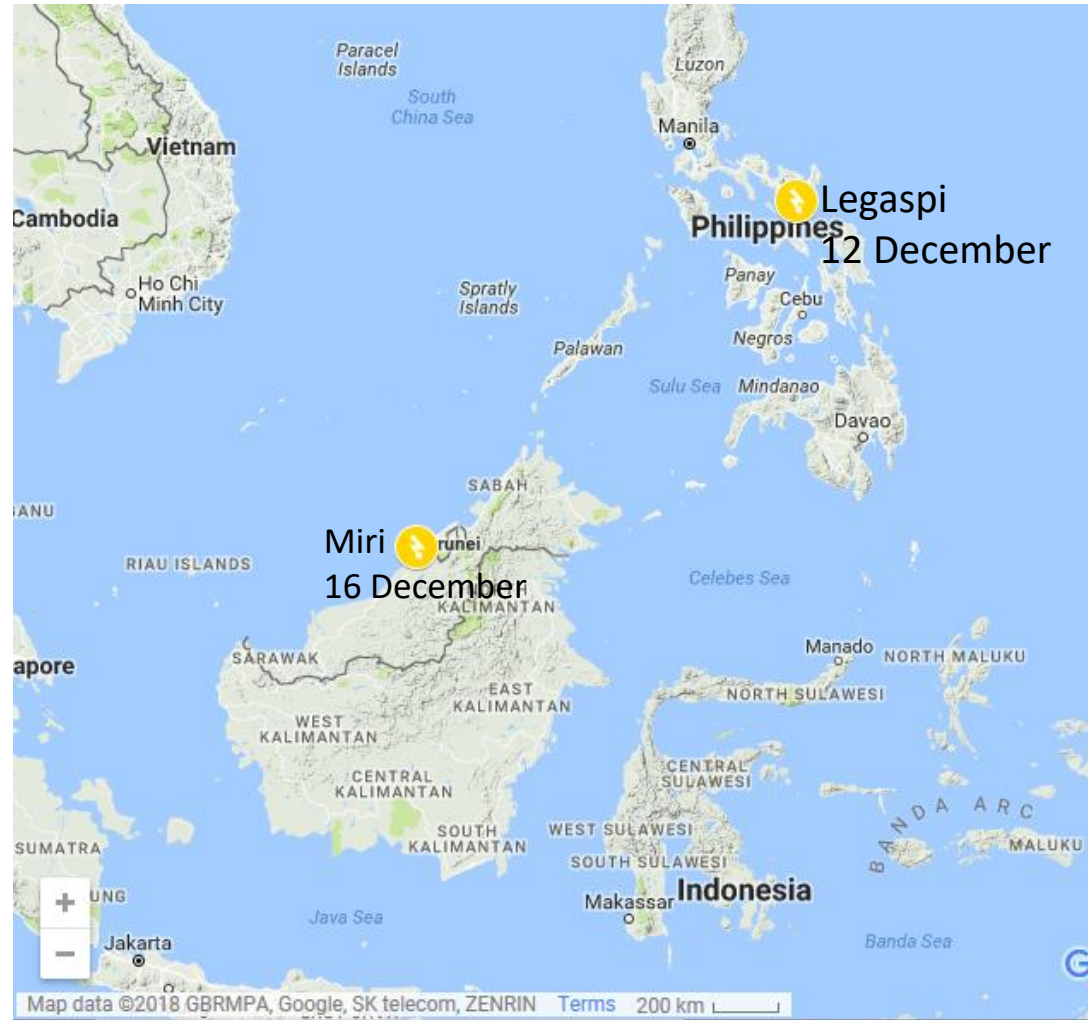 Paracel
Islands
South
China Sea
Luzon
Manila
Vietnam
Cambodia
Legaspi
12 December
Philippines
Ho Chi
Minh City
Spratly
Islands
Panay
Cebu
Negros
Palawan
Sulu Sea
Mindanao
Davao
SABAH
ANU
Miri
16 December
runei
RIAU ISLANDS
KALIMANTAN
Celebes Sea
apore
SARAWAK
Manado
NORTH MALUKU
EAST
KALIMANTAN
NORTH SULAWESI
WEST
KALIMANTAN
CENTRAL
KALIMANTAN
CENTRAL
SULAWESI
SOUTH
KALIMANTAN
WEST SULAWESI
SOUTH SULAWESI
BANDA ARC
MALUKU
SUMATRA
+
UNG
−
Makassar
Indonesia
Java Sea
Jakarta
Banda Sea
G
Map data ©2018 GBRMPA, Google, SK telecom, ZENRIN Terms 200 km